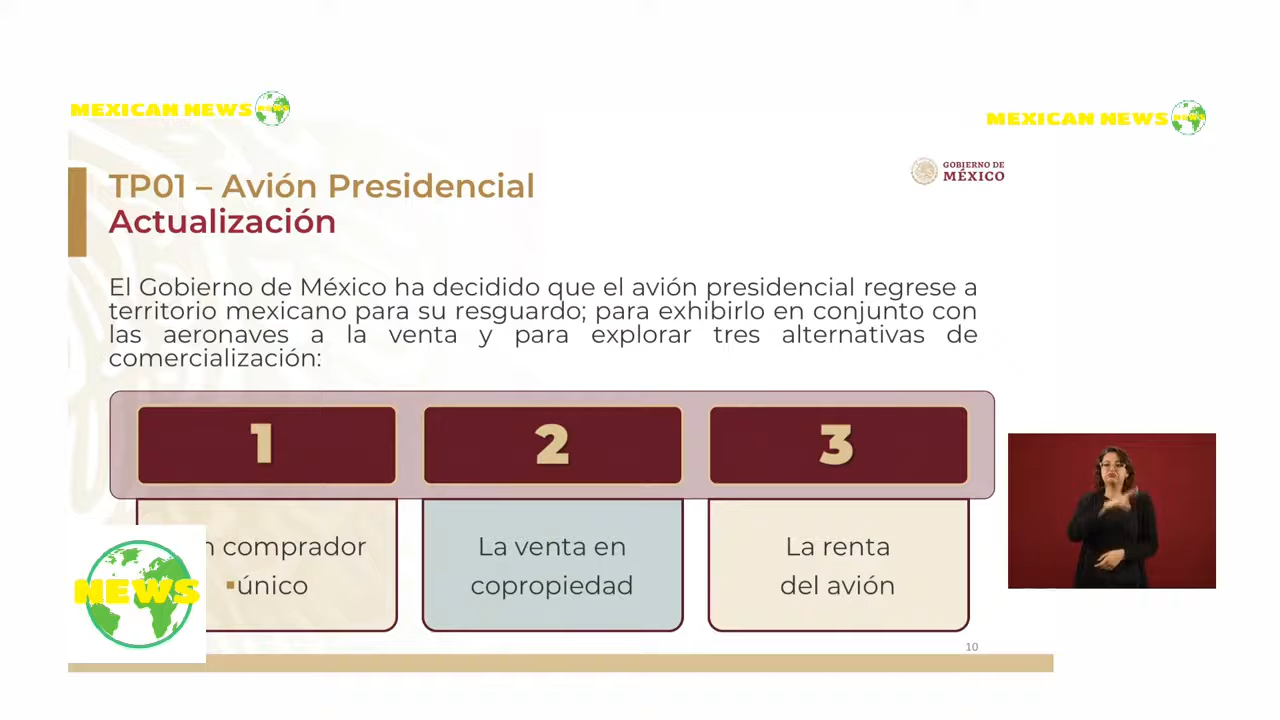 MEXICAN NEWS
MEXICAN NEWS
GOBIERNO DE
MÉXICO
TP01 – Avión Presidencial
Actualización
El Gobierno de México ha decidido que el avión presidencial regrese a
territorio mexicano para su resguardo; para exhibirlo en conjunto con
las aeronaves a la venta y para explorar tres alternativas de
comercialización:
1
2
3
comprador
▪único
La venta en
copropiedad
La renta
del avión
NEWS
10